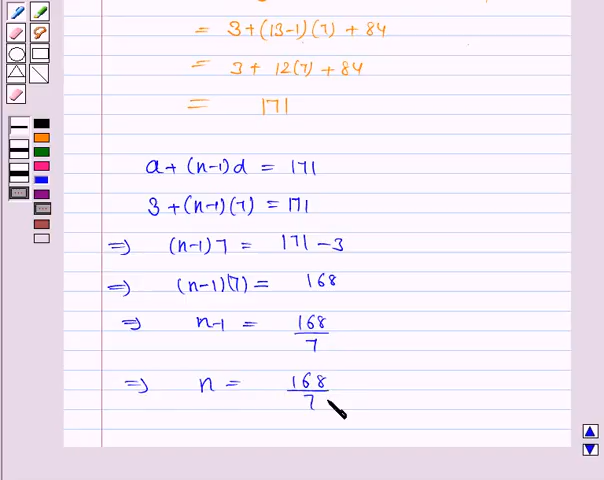 = 3+(13-1)(7) + 84
= 3+ 12(7) + 84
= 171
a+(n-1)d = 171
3+(n-1)(7) = 171
⇒ (n-1)7 = 171-3
⇒ (n-1)(7) = 168
⇒ n-1 = 168/7
⇒ n = 168/7